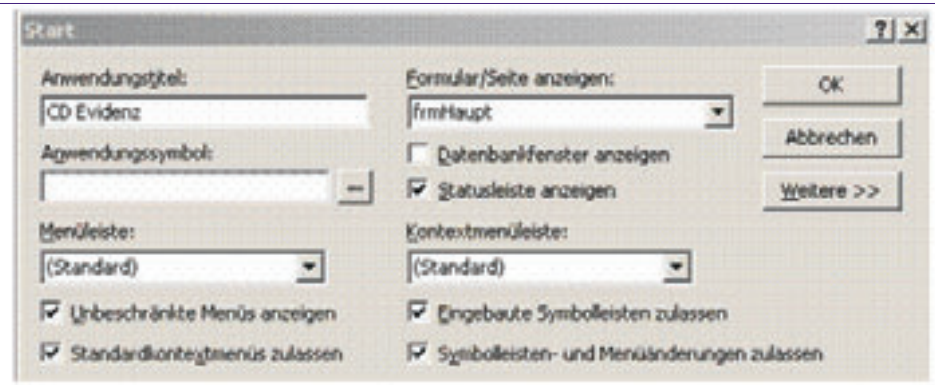 Start
Anwendungstitel:
CD Evidenz
Anwendungssymbol:
Menüleiste:
(Standard)
Unbeschränkte Menüs anzeigen
Standardkontextmenüs zulassen
Formular/Seite anzeigen:
frmHaupt
Datenbankfenster anzeigen
Statusleiste anzeigen
Kontextmenüleiste:
(Standard)
Eingebaute Symbolleisten zulassen
Symbolleisten- und Menüänderungen zulassen
OK
Abbrechen
Weitere >>